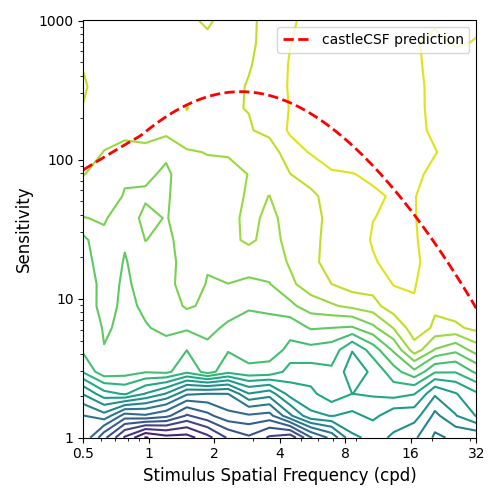 castleCSF prediction
1000
100
10
1
Sensitivity
0.5 1 2 4 8 16 32
Stimulus Spatial Frequency (cpd)